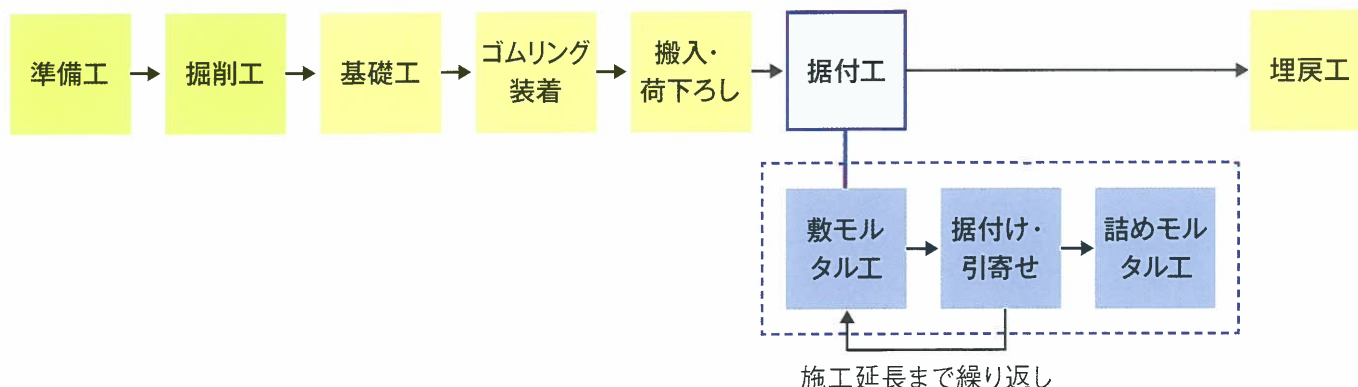 準備工
掘削工
基礎工
ゴムリング
装着
搬入・
荷下ろし
据付工
埋戻工
敷モル
タル工
据付け・
引寄せ
詰めモル
タル工
施工延長まで繰り返し